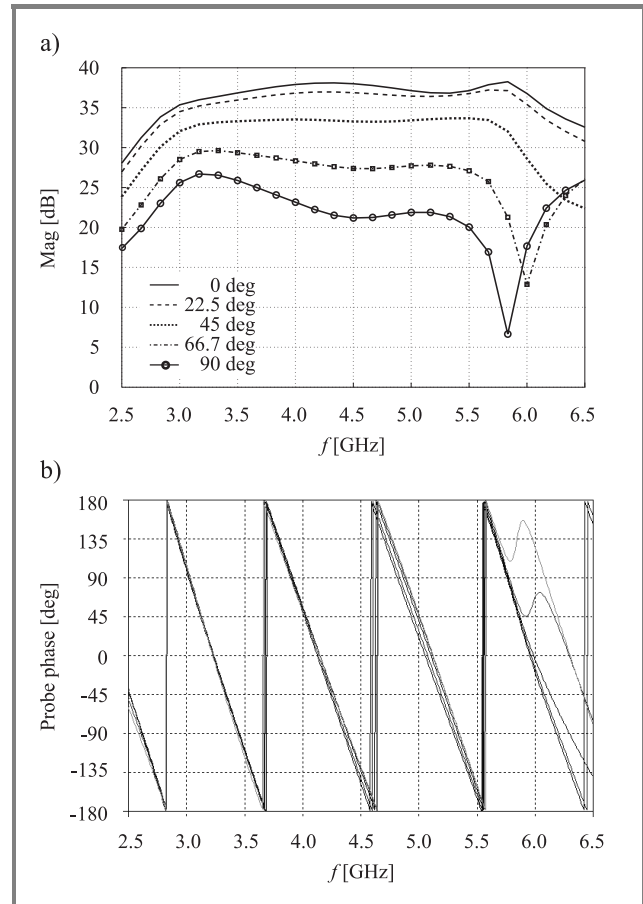 a)
40
35
30
25
20
15
10
5
0
Mag [dB]
0 deg
22.5 deg
45 deg
66.7 deg
90 deg
2.5 3.0 3.5 4.0 4.5 5.0 5.5 6.0 6.5
f [GHz]
b)
180
135
90
45
0
-45
-90
-135
-180
Probe phase [deg]
2.5 3.0 3.5 4.0 4.5 5.0 5.5 6.0 6.5
f [GHz]